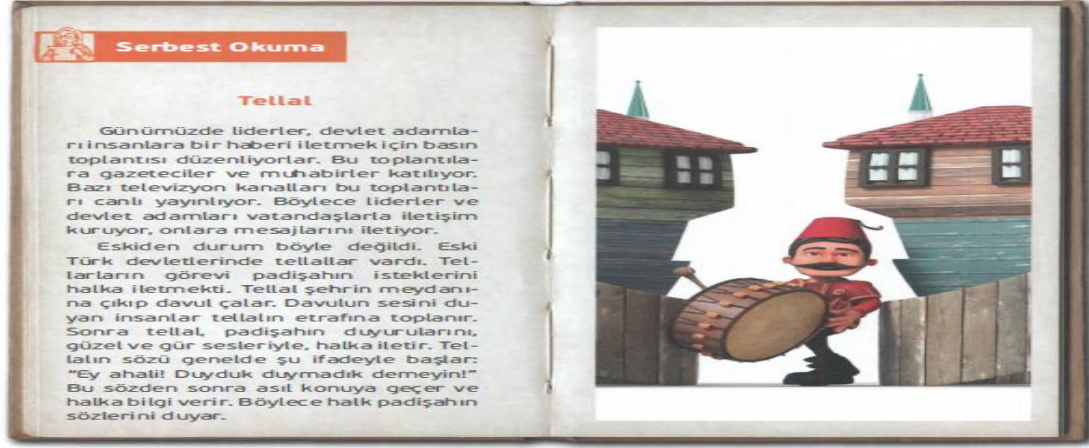 Serbest Okuma
Tellal
Günümüzde liderler, devlet adamla-
rı insanlara bir haberi iletmek için basın
toplantısı düzenliyorlar. Bu toplantıla-
ra gazeteciler ve muhabirler katılıyor.
Bazı televizyon kanalları bu toplantıla-
rı canlı yayınlıyor. Böylece liderler ve
devlet adamları vatandaşlarla iletişim
kuruyor, onlara mesajlarını iletiyor.
Eskiden durum böyle değildi. Eski
Türk devletlerinde tellallar vardı. Tel-
larların görevi padişahın isteklerini
halka iletmekti. Tellal şehrin meydanı-
na çıkıp davul çalar. Davulun sesini du-
yan insanlar tellalın etrafına toplanır.
Sonra tellal, padişahın duyurularını,
güzel ve gür sesleriyle, halka iletir. Tel-
lalın sözü genelde şu ifadeyle başlar:
"Ey ahali! Duyduk duymadık demeyin!"
Bu sözden sonra asıl konuya geçer ve
halka bilgi verir. Böylece halk padişahın
sözlerini duyar.